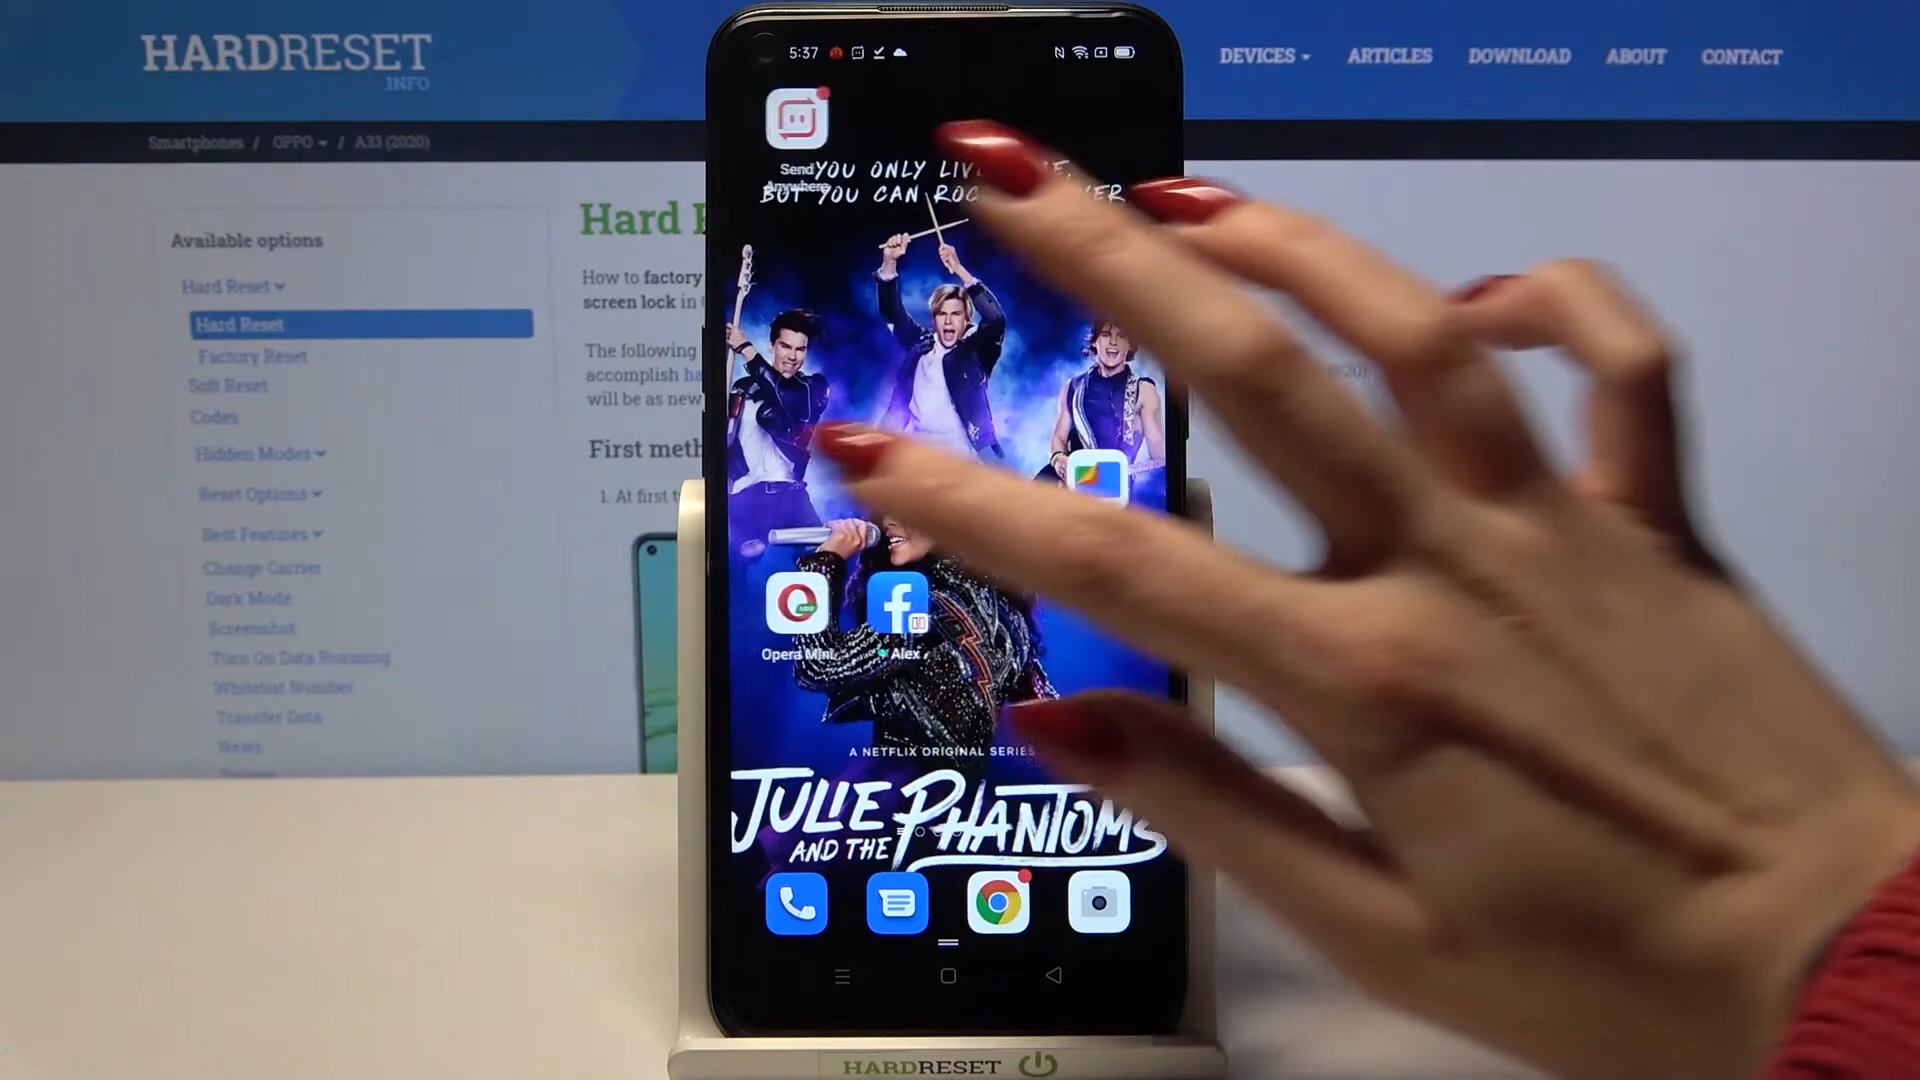 HARDRESET
INFO
DEVICES
ARTICLES
DOWNLOAD
ABOUT
CONTACT
Smartphones / OPPO / A33 (2020)
Available options
Hard Reset
Hard Reset
Factory Reset
Soft Reset
Codes
Hidden Modes
Reset Options
Best Features
Change Carrier
Dark Mode
Screenshot
Turn On Data Roaming
Whitelist Number
Transfer Data
News
Hard
How to factory
screen lock in
The following
accomplish
will be as new
First
1. At first
5:37
Send
Anywhere
YOU ONLY
BUT YOU CAN
Opera Mini
Alex
A NETFLIX ORIGINAL SERIES
JULIE
AND THE PHANTOMS
HARDRESET